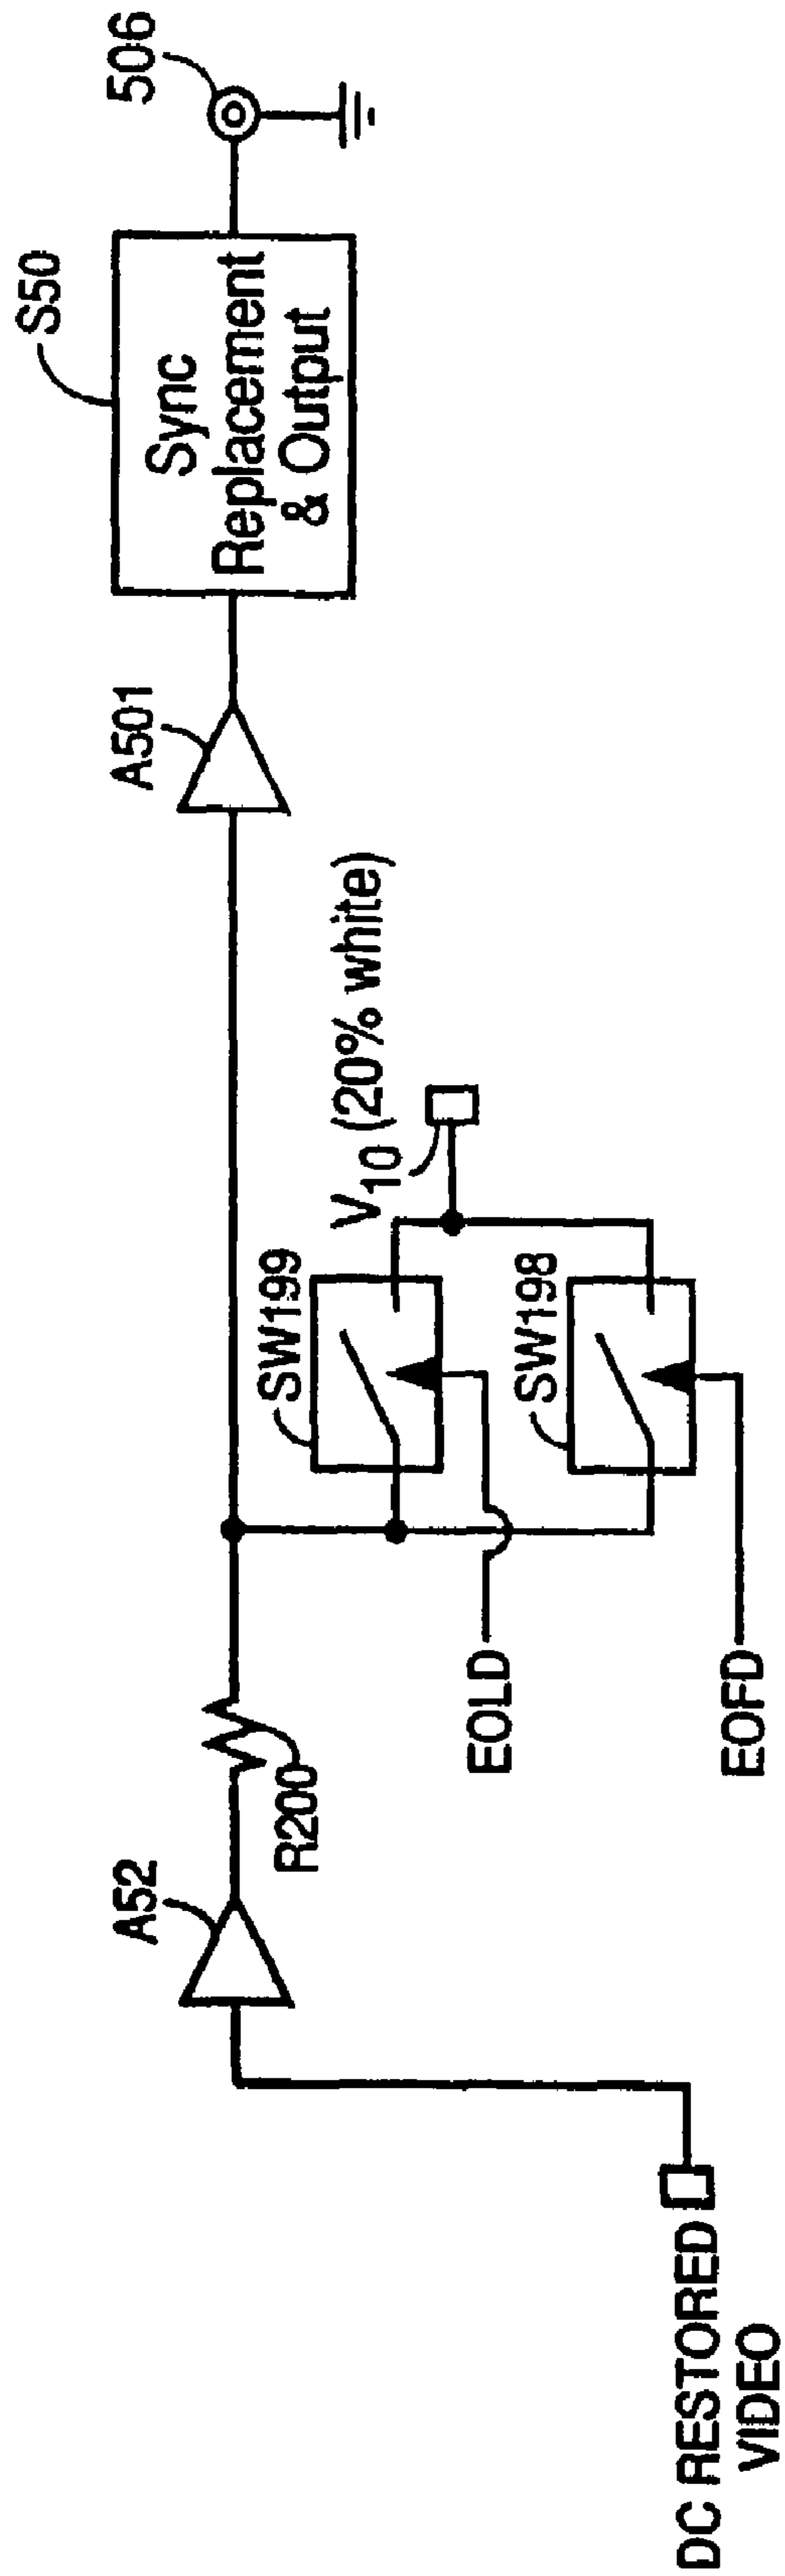 DC RESTORED
VIDEO
A52
R200
EOLD
EOFD
SW199
SW198
V10 (20% white)
A501
S50
Sync
Replacement
& Output
506